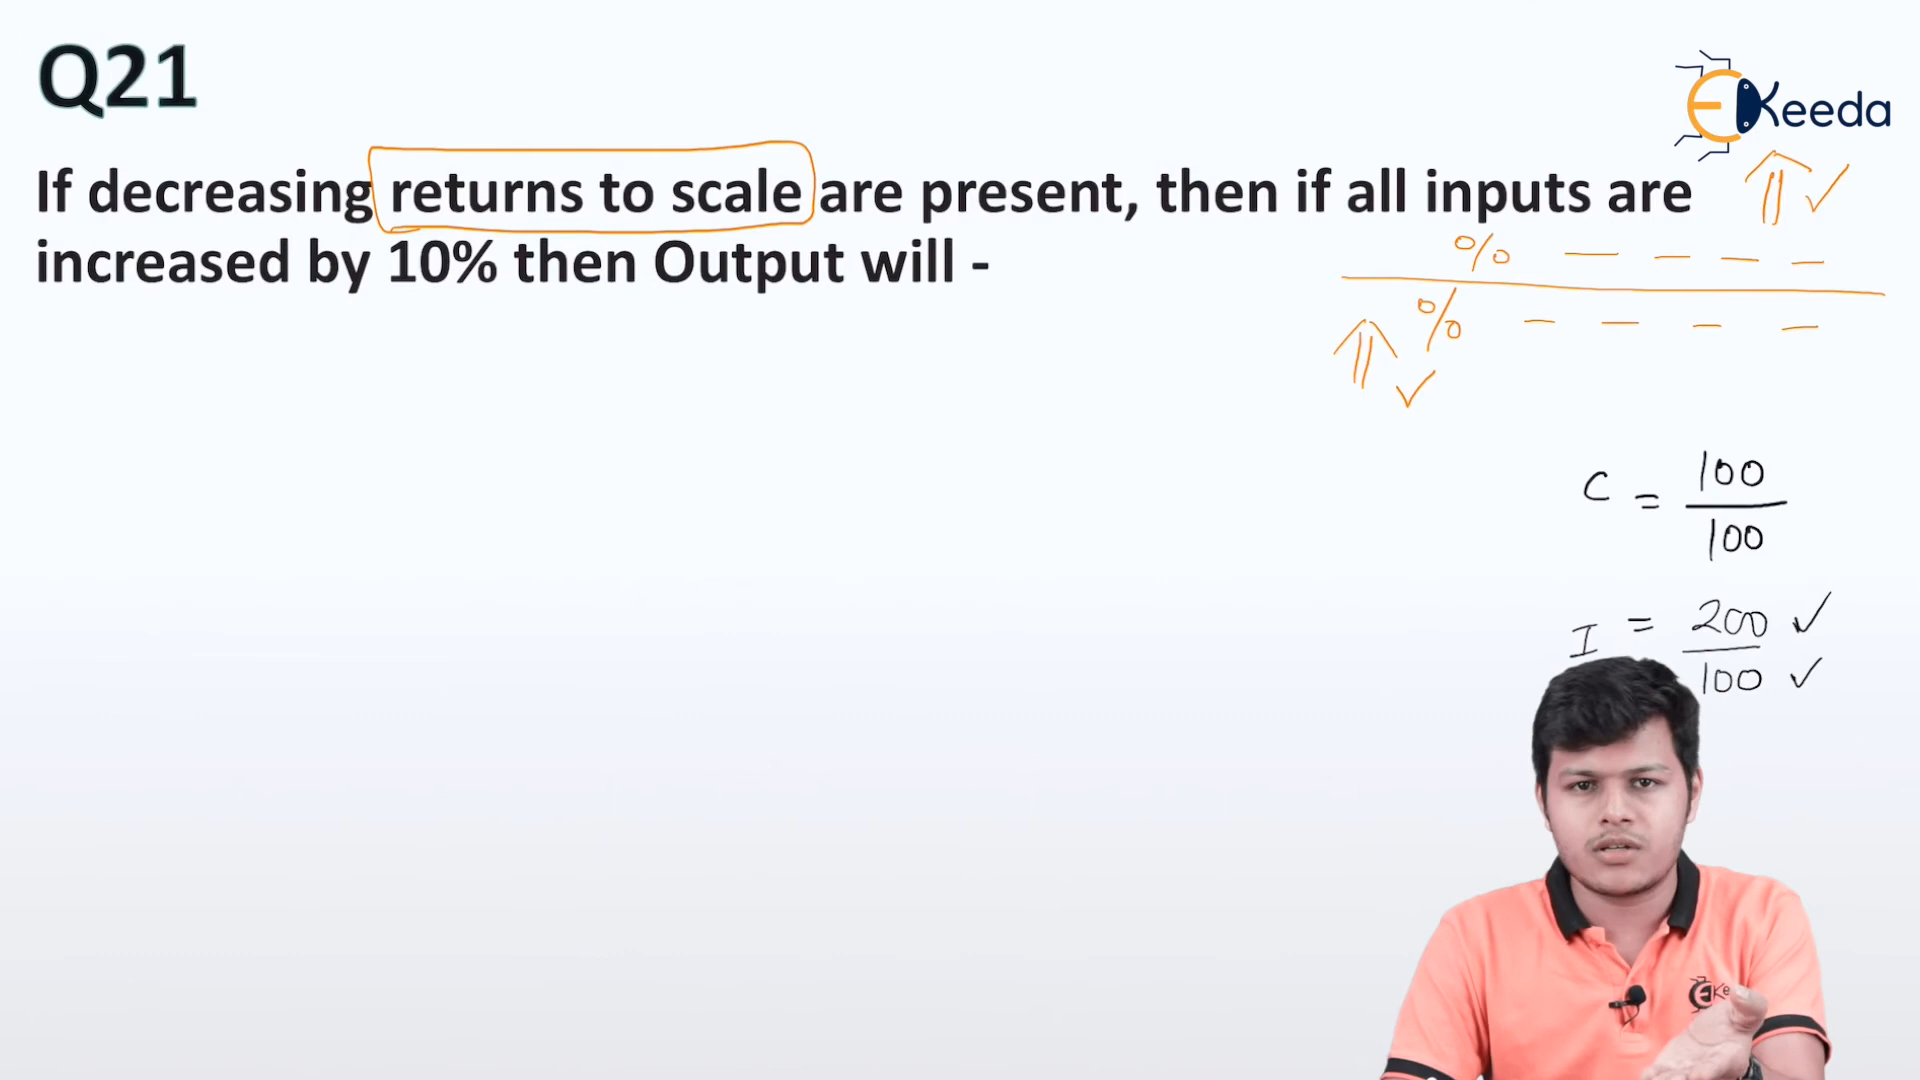 Q21
EKeeda
If decreasing returns to scale are present, then if all inputs are
increased by 10% then Output will -
%
%
C = 100
100
I = 200
100
EKe